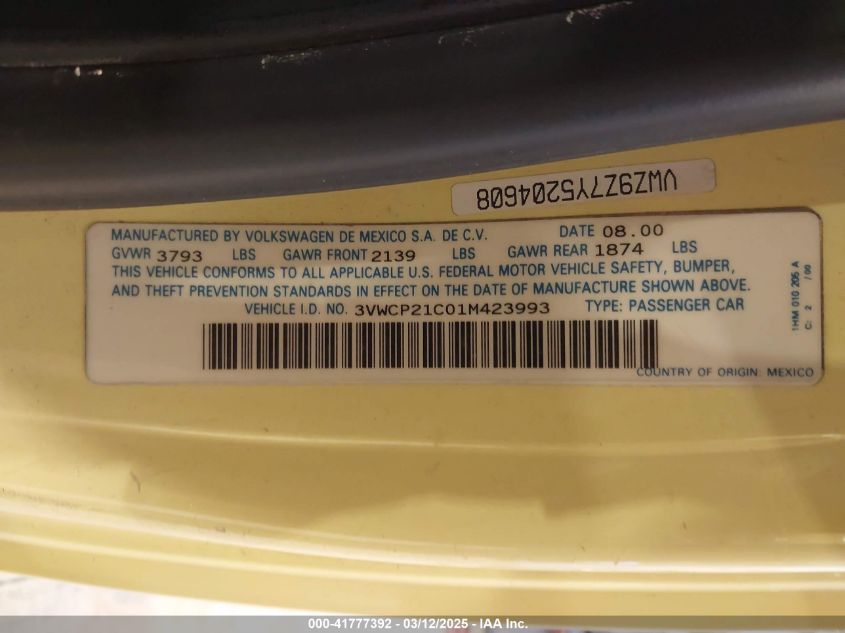 VWZ9Z7Y5204608
MANUFACTURED BY VOLKSWAGEN DE MEXICO S.A. DE C.V. DATE 08.00
GVWR 3793 LBS GAWR FRONT 2139 LBS GAWR REAR 1874 LBS
THIS VEHICLE CONFORMS TO ALL APPLICABLE U.S. FEDERAL MOTOR VEHICLE SAFETY, BUMPER,
AND THEFT PREVENTION STANDARDS IN EFFECT ON THE DATE OF MANUFACTURE SHOWN ABOVE.
VEHICLE I.D. NO. 3VWCP21C01M423993 TYPE: PASSENGER CAR
COUNTRY OF ORIGIN: MEXICO
1HM 010 205 A
C: 2 / 00
000-41777392 - 03/12/2025 - IAA Inc.